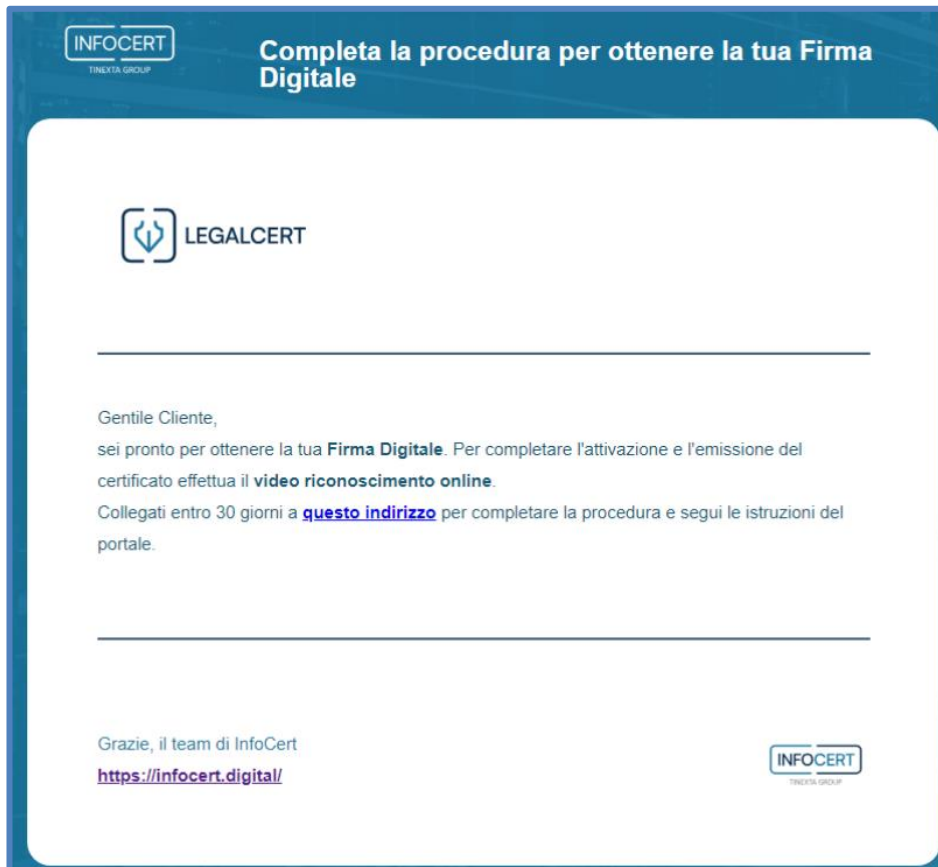 INFOCERT
TINEXTA GROUP
Completa la procedura per ottenere la tua Firma
Digitale
LEGALCERT
Gentile Cliente,
sei pronto per ottenere la tua Firma Digitale. Per completare l'attivazione e l'emissione del
certificato effettua il video riconoscimento online.
Collegati entro 30 giorni a questo indirizzo per completare la procedura e segui le istruzioni del
portale.
Grazie, il team di InfoCert
https://infocert.digital/
INFOCERT
TINEXTA GROUP